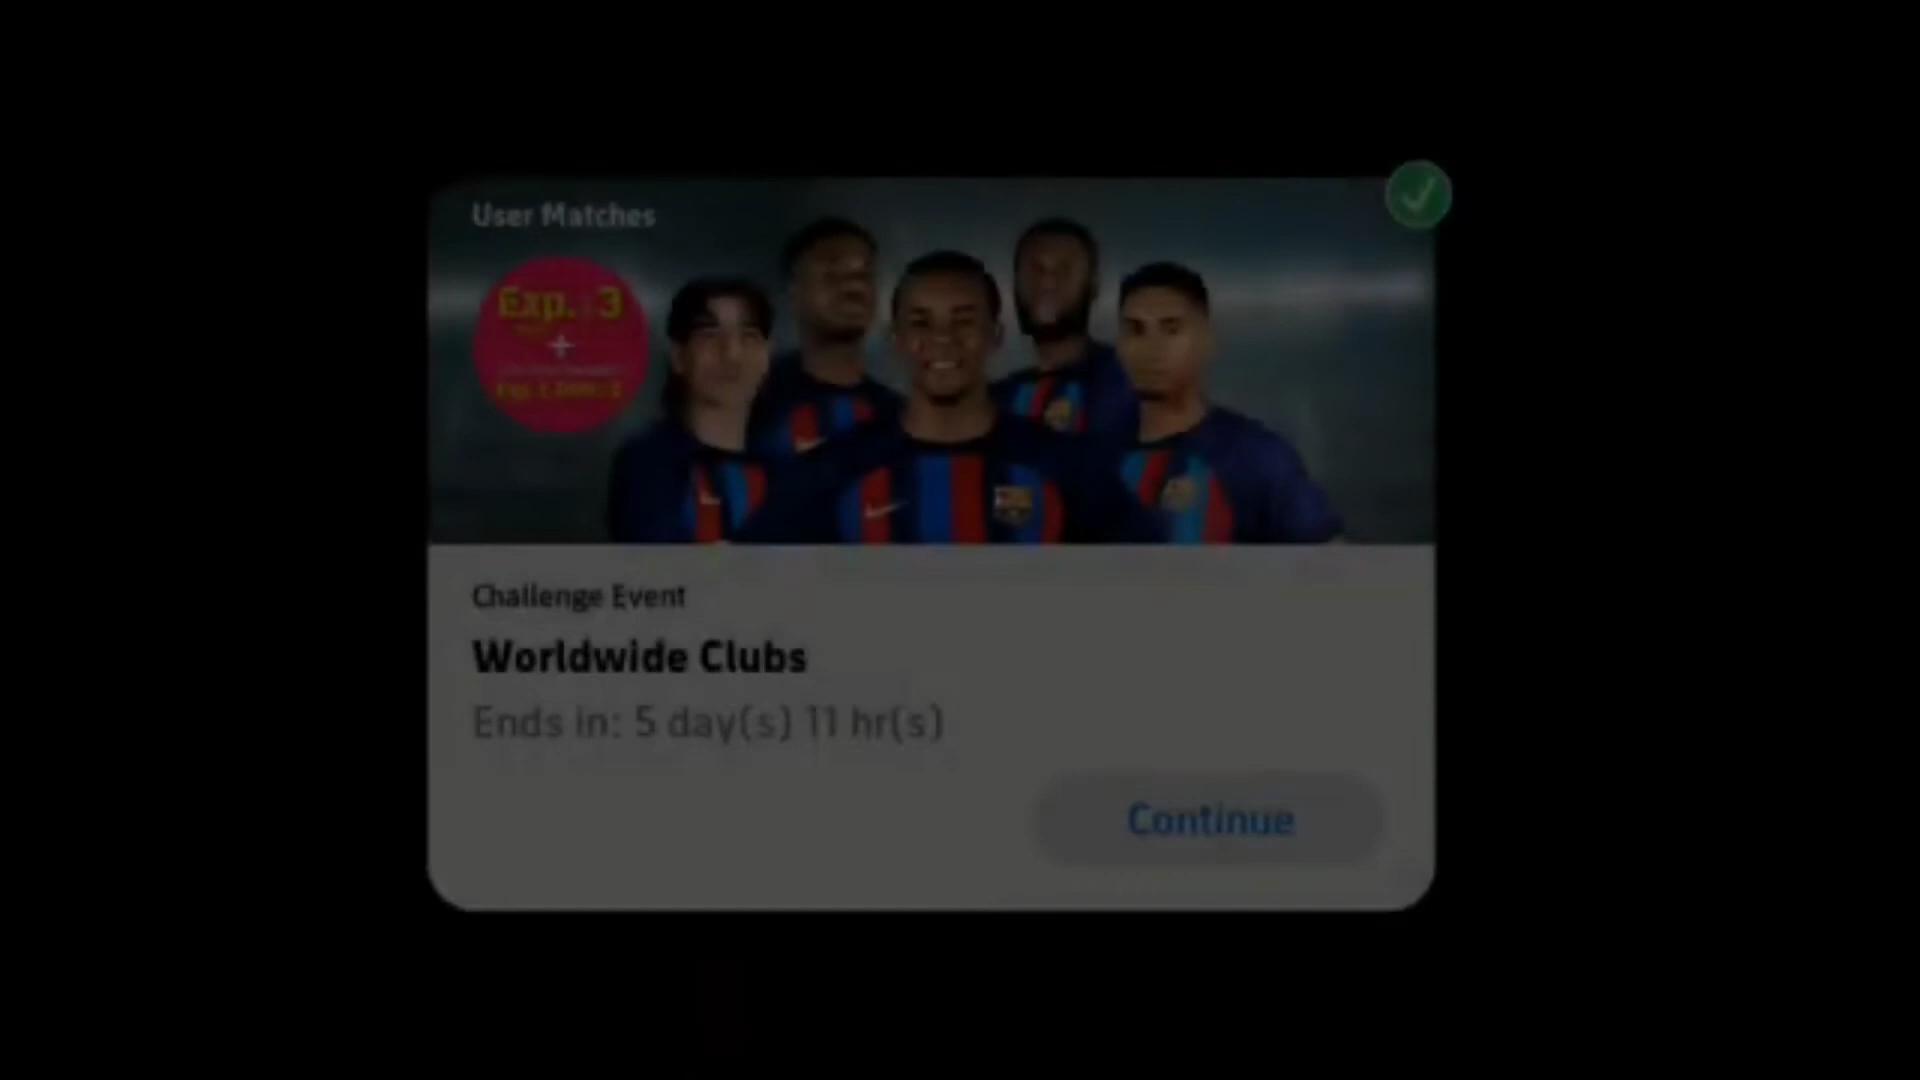 User Matches
Exp. 3
+
Challenge Event
Worldwide Clubs
Ends in: 5 day(s) 11 hr(s)
Continue